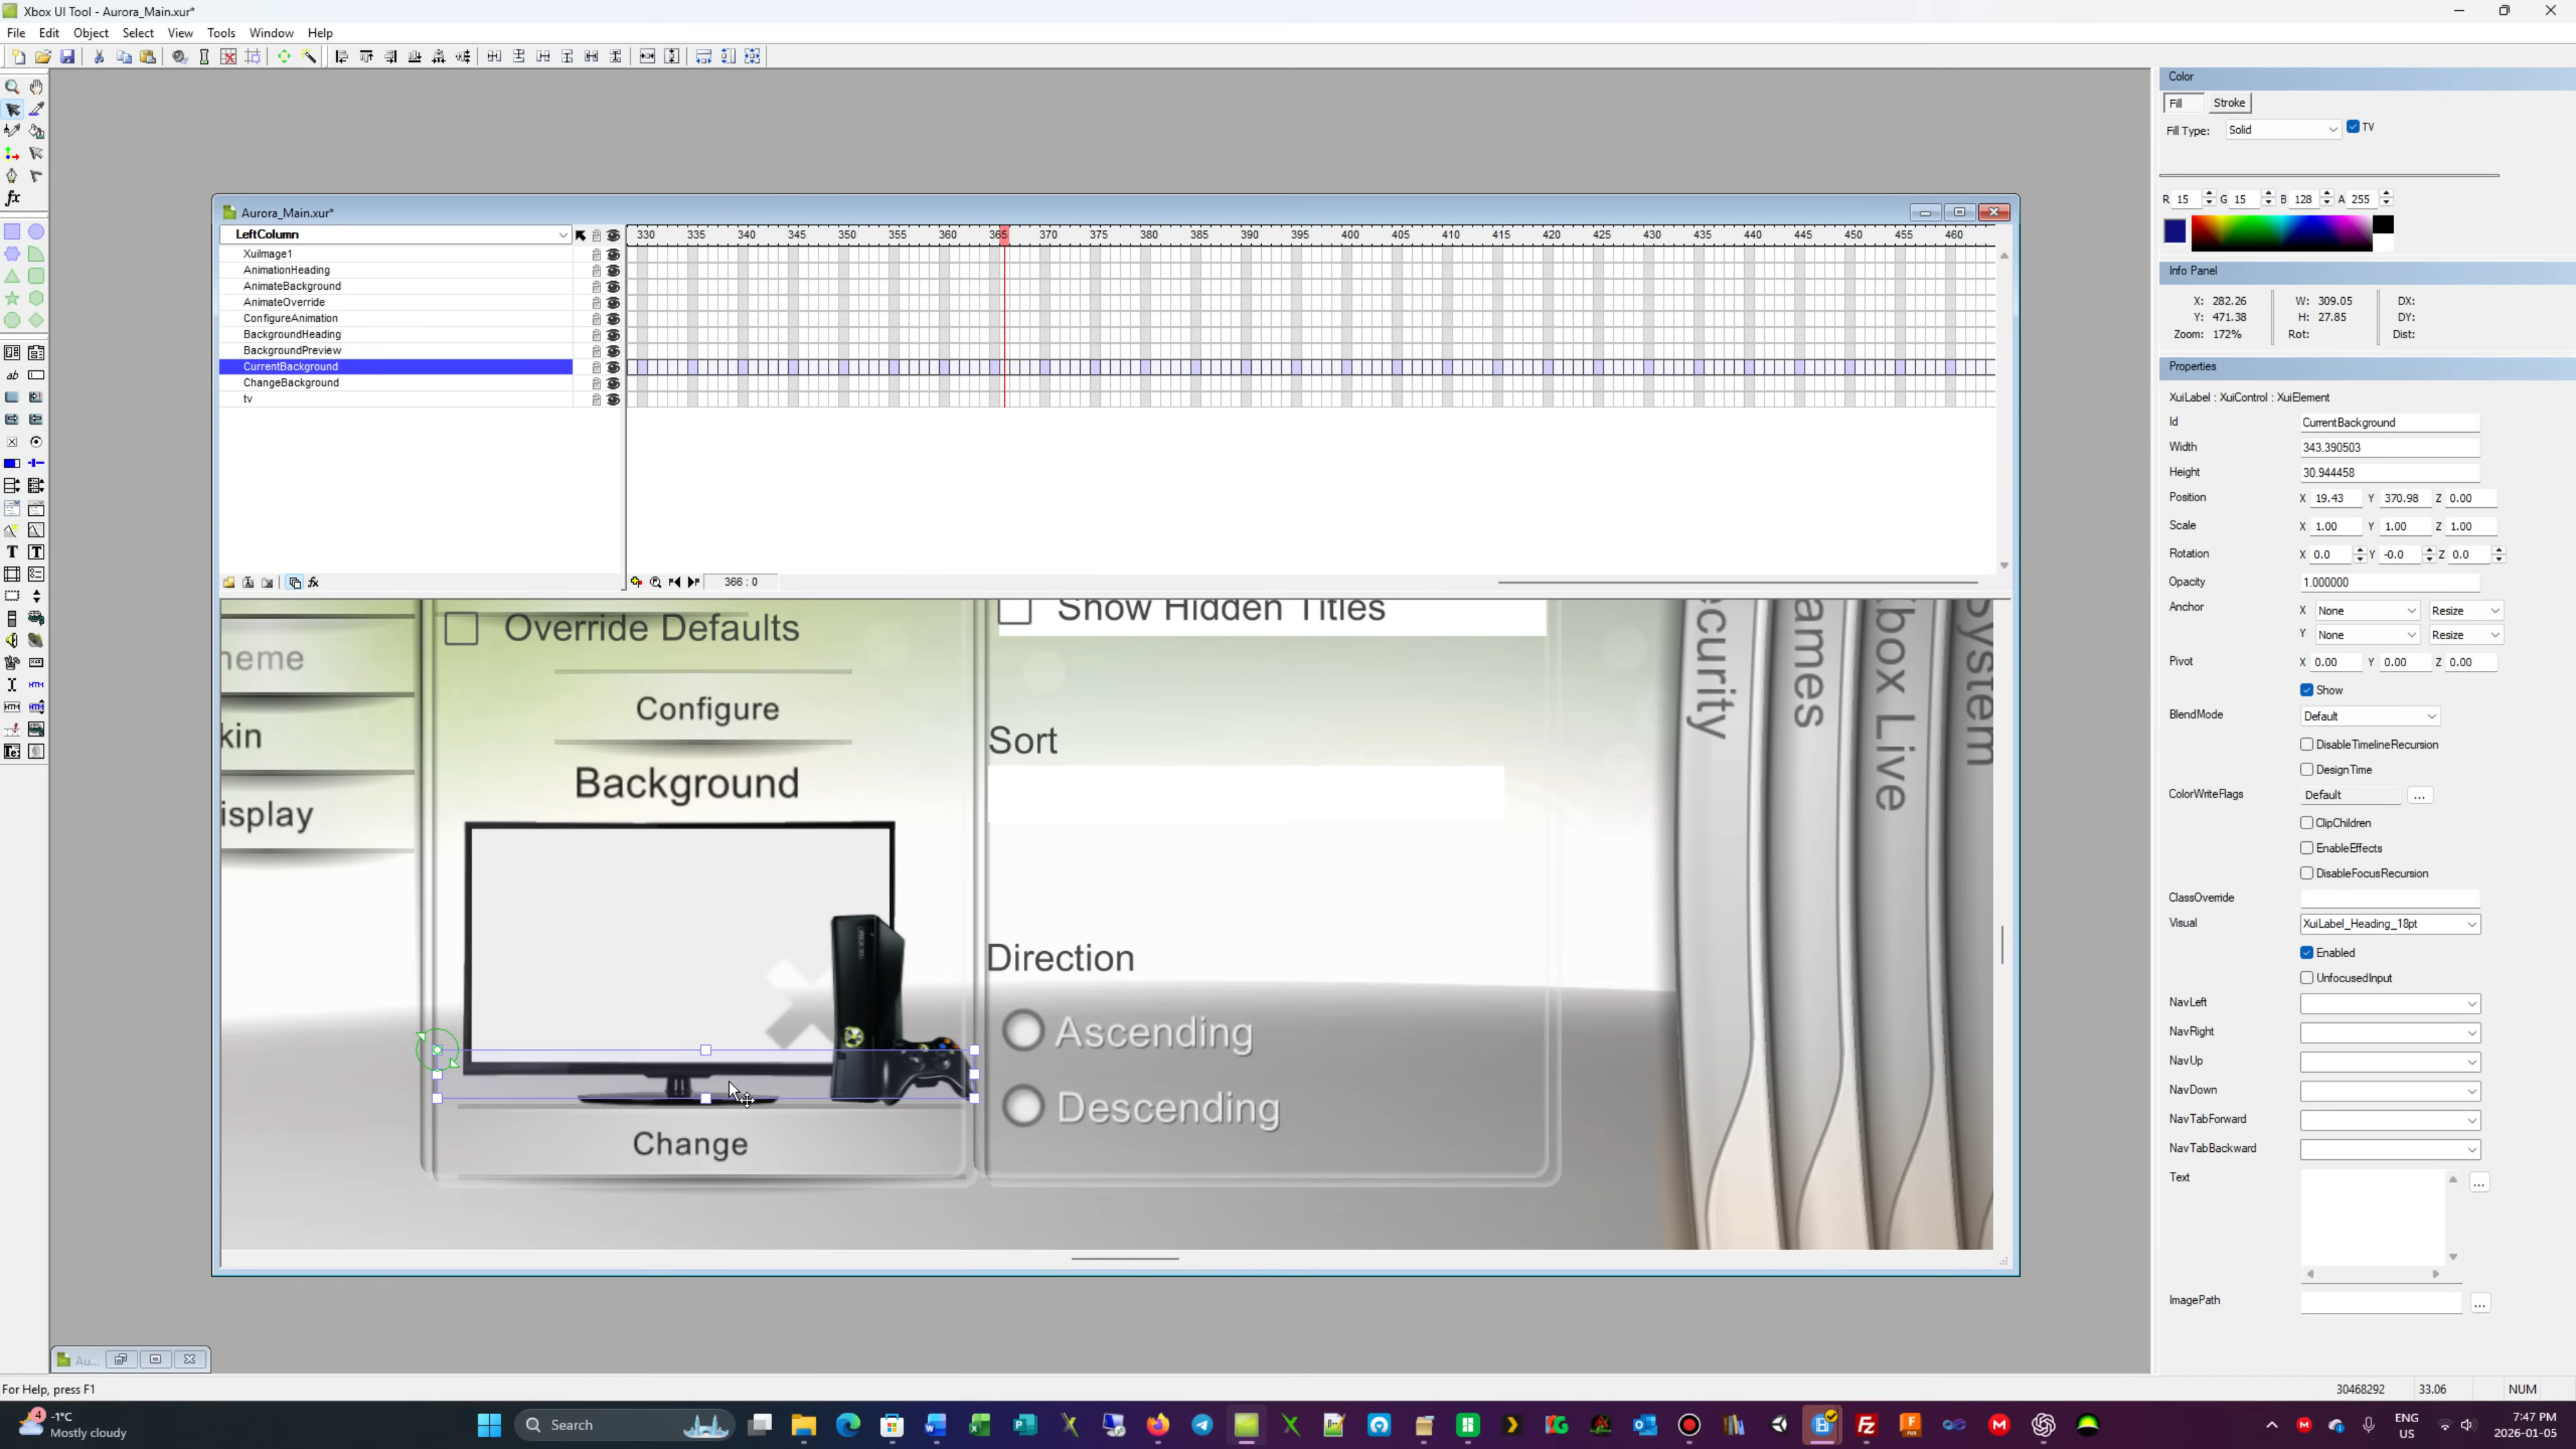 Xbox UI Tool - Aurora_Main.xur*
File Edit Object Select View Tools Window Help
Color
Fill Stroke
Fill Type: Solid TV
R 15 G 15 B 128 A 255
Info Panel
X: 282.26 W: 309.05 DX:
Y: 471.38 H: 27.85 DY:
Zoom: 172% Rot: Dist:
Properties
XuiLabel : XuiControl : XuiElement
Id CurrentBackground
Width 343.390503
Height 30.944458
Position X 19.43 Y 370.98 Z 0.00
Scale X 1.00 Y 1.00 Z 1.00
Rotation X 0.0 Y -0.0 Z 0.0
Opacity 1.000000
Anchor X None Resize
Y None Resize
Pivot X 0.00 Y 0.00 Z 0.00
Show
BlendMode Default
DisableTimelineRecursion
DesignTime
ColorWriteFlags Default ...
ClipChildren
EnableEffects
DisableFocusRecursion
ClassOverride
Visual XuiLabel_Heading_18pt
Enabled
UnfocusedInput
NavLeft
NavRight
NavUp
NavDown
NavTabForward
NavTabBackward
Text ...
ImagePath ...
Aurora_Main.xur*
LeftColumn 330 335 340 345 350 355 360 365 370 375 380 385 390 395 400 405 410 415 420 425 430 435 440 445 450 455 460
XuiImage1
AnimationHeading
AnimateBackground
AnimateOverride
ConfigureAnimation
BackgroundHeading
BackgroundPreview
CurrentBackground
ChangeBackground
tv
366 : 0
Override Defaults
Show Hidden Titles
heme
Configure
kin
Sort
Background
isplay
Direction
Ascending
Descending
Change
ecurity
ames
box Live
ystem
Au...
For Help, press F1
30468292 33.06 NUM
4
-1°C
Mostly cloudy
Search
ENG
US
7:47 PM
2026-01-05